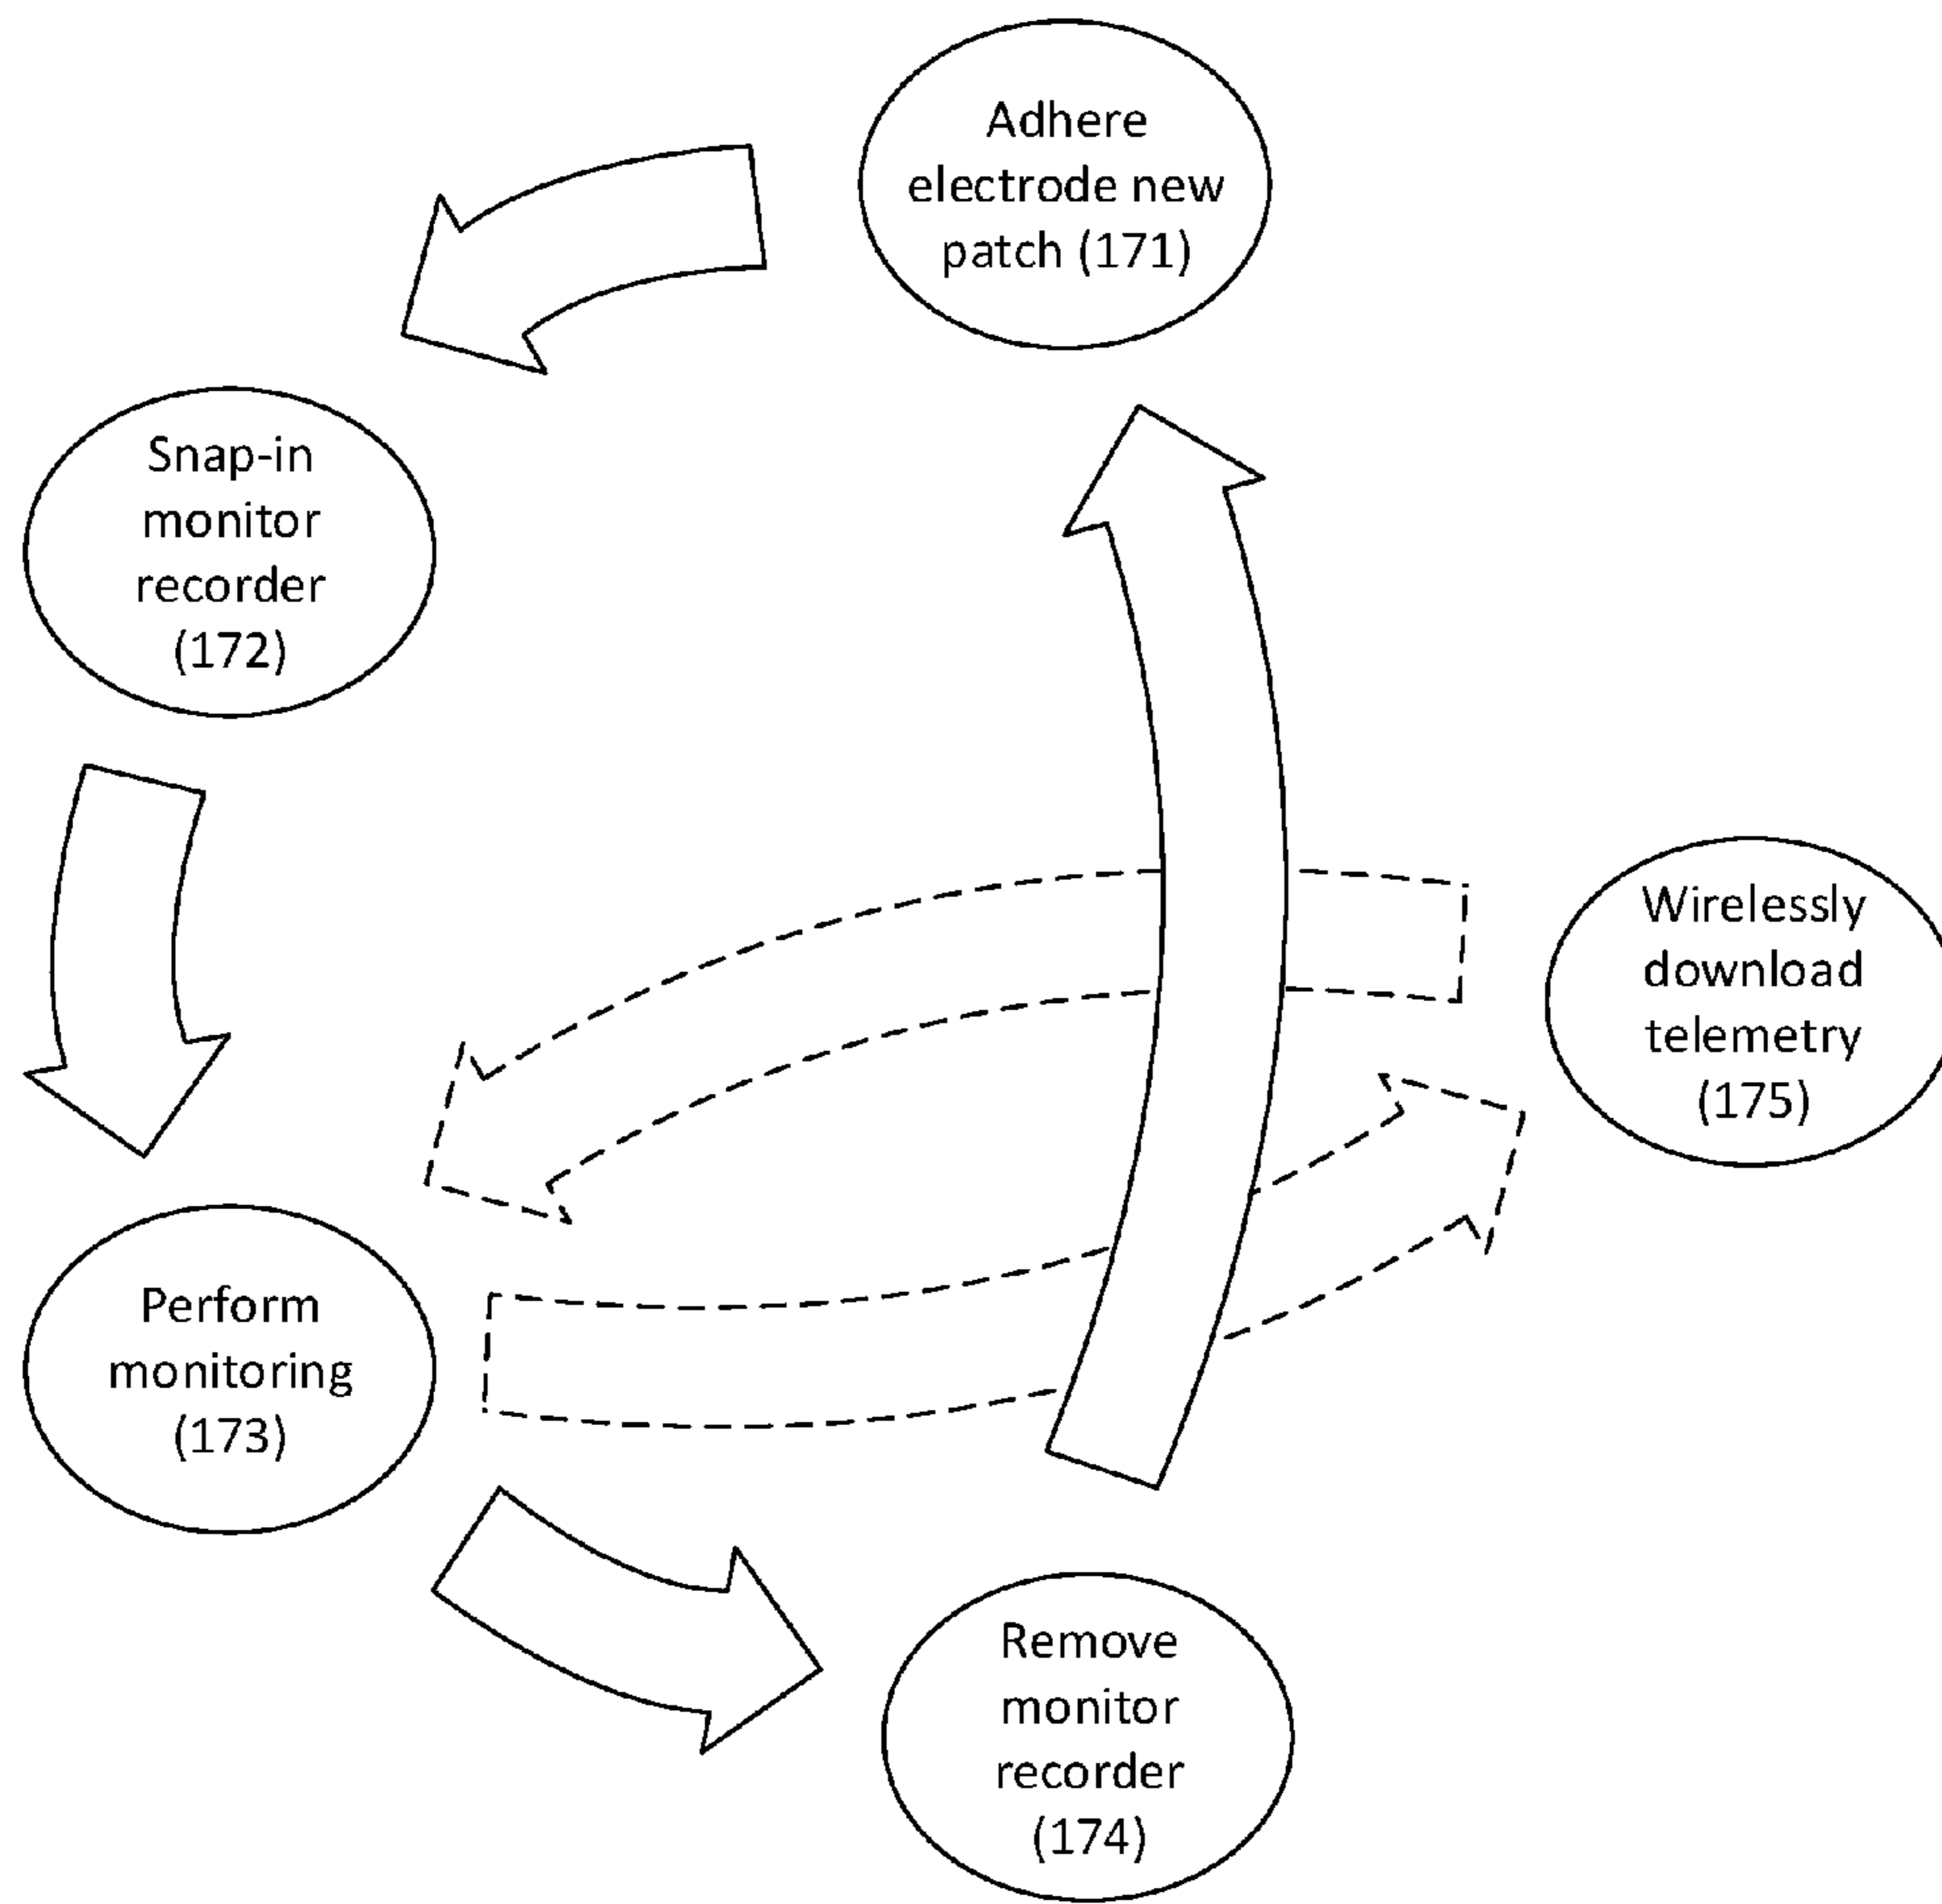 Adhere
electrode new
patch (171)
Snap-in
monitor
recorder
(172)
Wirelessly
download
telemetry
(175)
Perform
monitoring
(173)
Remove
monitor
recorder
(174)